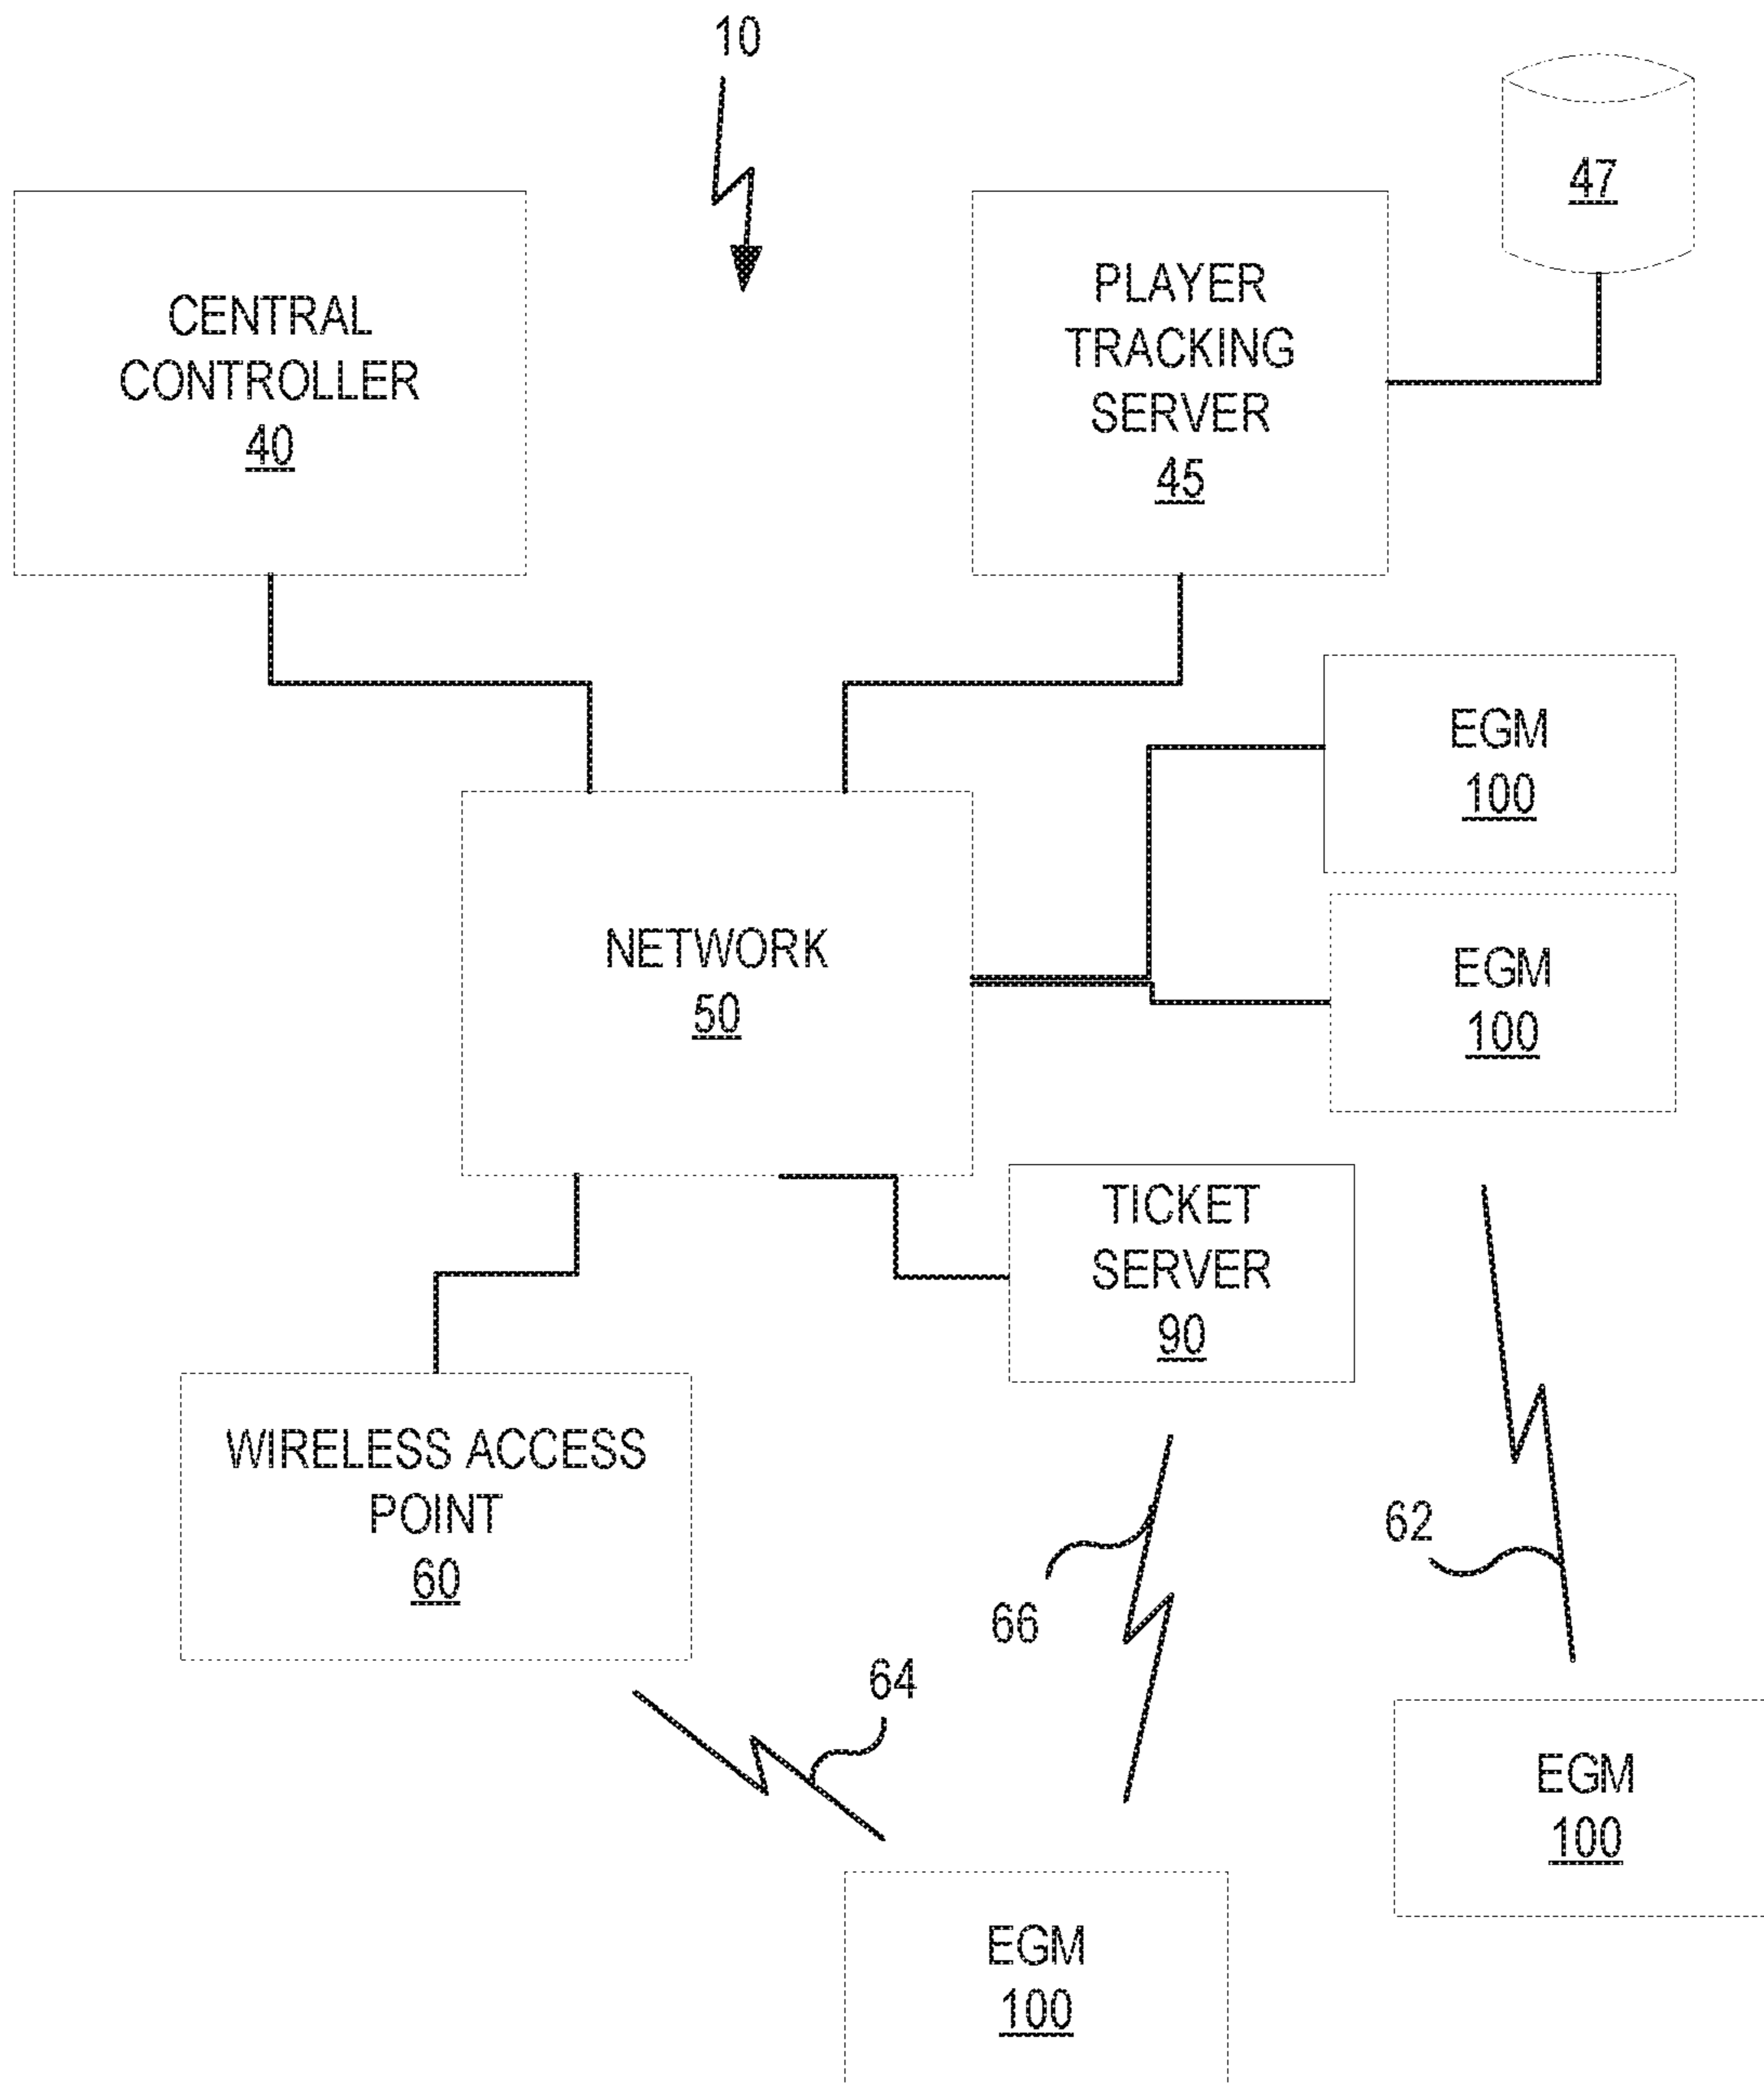 10
47
CENTRAL
CONTROLLER
40
PLAYER
TRACKING
SERVER
45
EGM
100
NETWORK
50
EGM
100
TICKET
SERVER
90
WIRELESS ACCESS
POINT
60
62
66
64
EGM
100
EGM
100